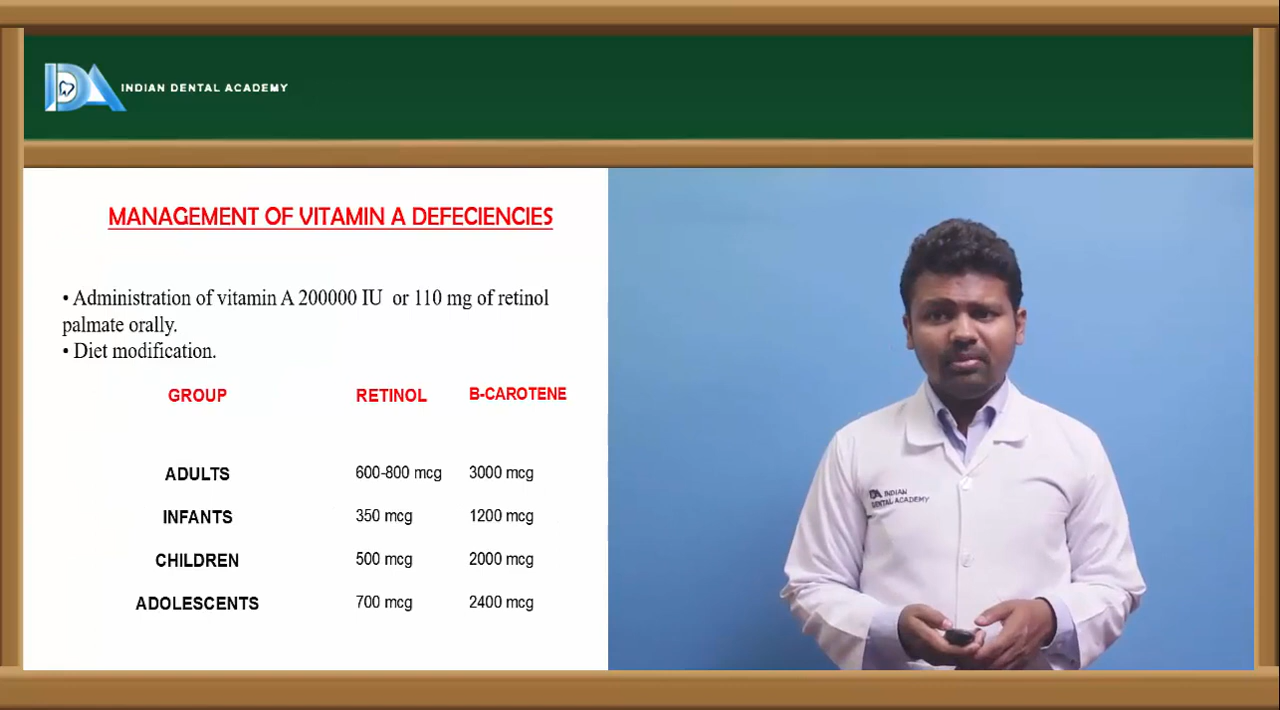 INDIAN DENTAL ACADEMY
MANAGEMENT OF VITAMIN A DEFECIENCIES
• Administration of vitamin A 200000 IU or 110 mg of retinol
palmate orally.
• Diet modification.
GROUP RETINOL B-CAROTENE
ADULTS 600-800 mcg 3000 mcg
INFANTS 350 mcg 1200 mcg
CHILDREN 500 mcg 2000 mcg
ADOLESCENTS 700 mcg 2400 mcg
IDA INDIAN
DENTAL ACADEMY